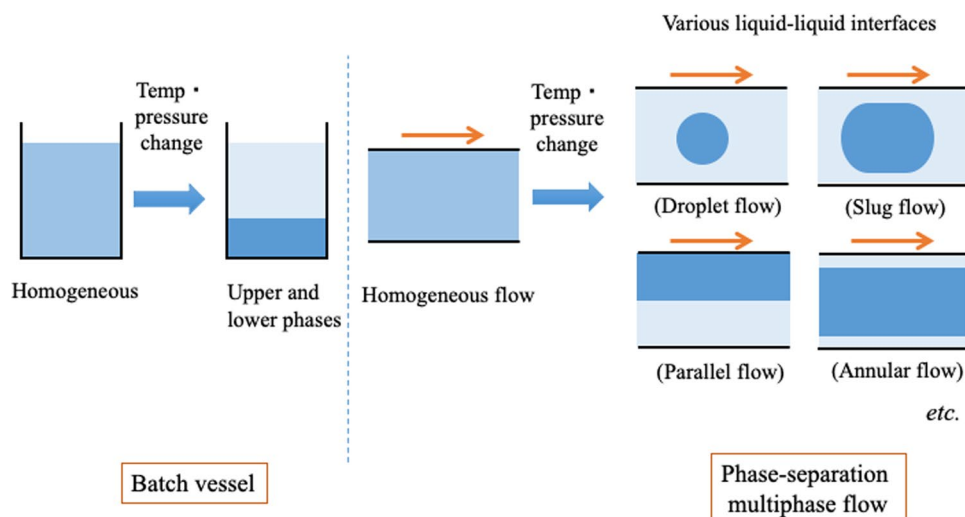 Various liquid-liquid interfaces
Temp・
pressure
change
Temp・
pressure
change
(Droplet flow)
(Slug flow)
Homogeneous
Upper and
lower phases
Homogeneous flow
(Parallel flow)
(Annular flow)
etc.
Batch vessel
Phase-separation
multiphase flow